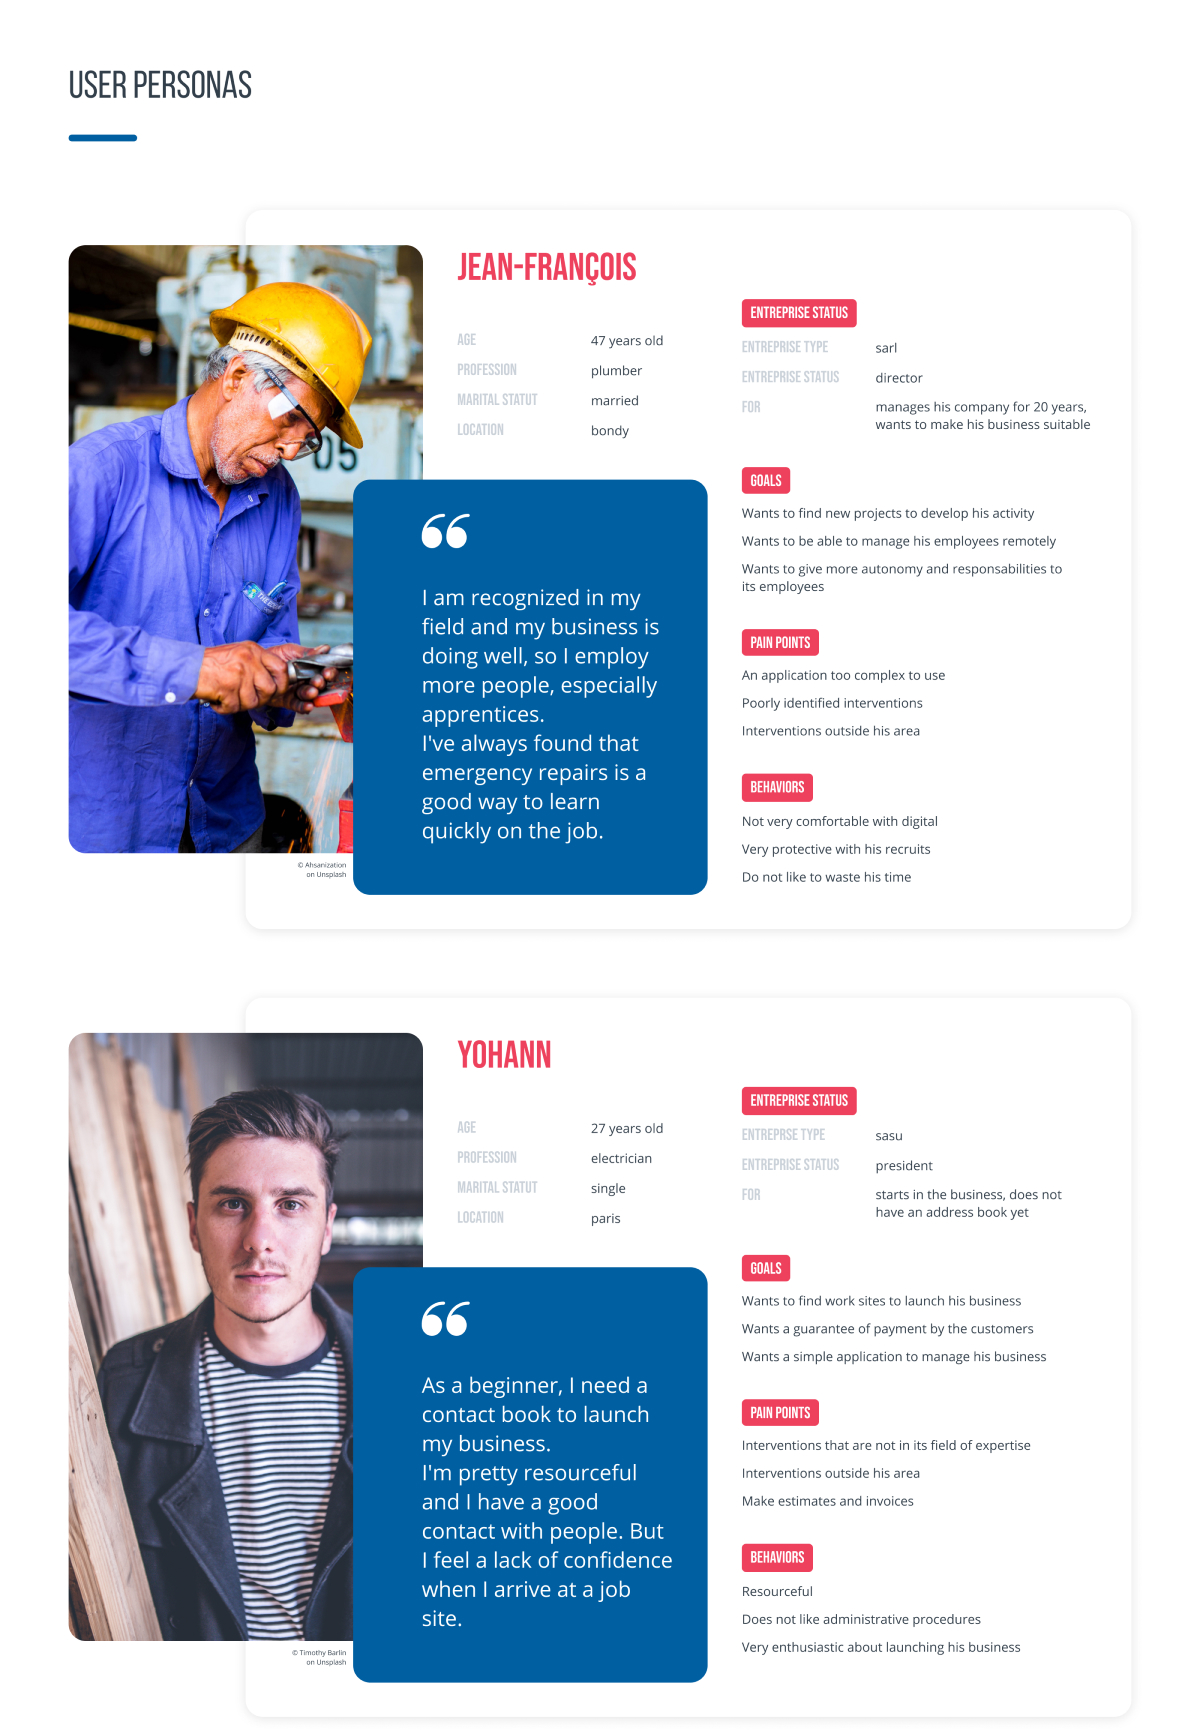 USER PERSONAS
JEAN-FRANÇOIS
AGE 47 years old
PROFESSION plumber
MARITAL STATUT married
LOCATION bondy
05
“
I am recognized in my
field and my business is
doing well, so I employ
more people, especially
apprentices.
I've always found that
emergency repairs is a
good way to learn
quickly on the job.
© Ahsanization
on Unsplash
ENTREPRISE STATUS
ENTREPRISE TYPE sarl
ENTREPRISE STATUS director
FOR manages his company for 20 years,
wants to make his business suitable
GOALS
Wants to find new projects to develop his activity
Wants to be able to manage his employees remotely
Wants to give more autonomy and responsabilities to
its employees
PAIN POINTS
An application too complex to use
Poorly identified interventions
Interventions outside his area
BEHAVIORS
Not very comfortable with digital
Very protective with his recruits
Do not like to waste his time
YOHANN
AGE 27 years old
PROFESSION electrician
MARITAL STATUT single
LOCATION paris
“
As a beginner, I need a
contact book to launch
my business.
I'm pretty resourceful
and I have a good
contact with people. But
I feel a lack of confidence
when I arrive at a job
site.
© Timothy Barlin
on Unsplash
ENTREPRISE STATUS
ENTREPRSE TYPE sasu
ENTREPRISE STATUS president
FOR starts in the business, does not
have an address book yet
GOALS
Wants to find work sites to launch his business
Wants a guarantee of payment by the customers
Wants a simple application to manage his business
PAIN POINTS
Interventions that are not in its field of expertise
Interventions outside his area
Make estimates and invoices
BEHAVIORS
Resourceful
Does not like administrative procedures
Very enthusiastic about launching his business